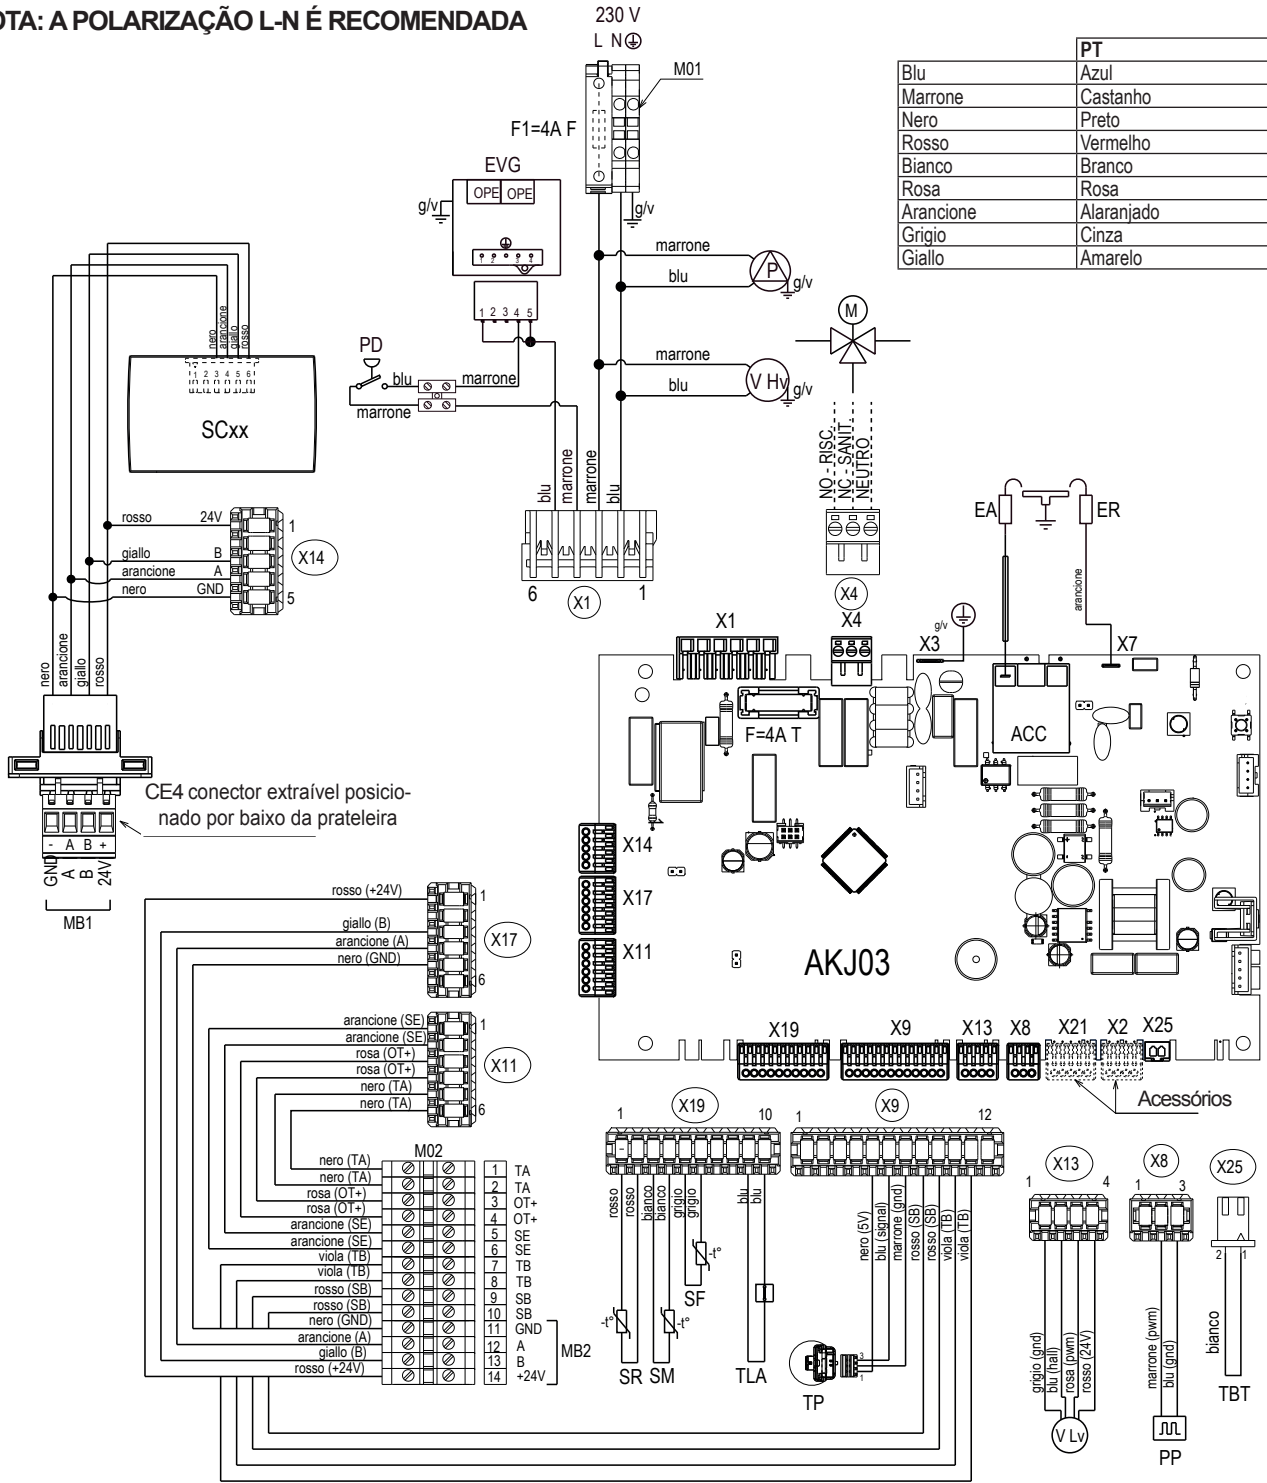 OTA: A POLARIZAÇÃO L-N É RECOMENDADA
230 V
L N
M01
F1=4A F
PT
Blu Azul
Marrone Castanho
Nero Preto
Rosso Vermelho
Bianco Branco
Rosa Rosa
Arancione Alaranjado
Grigio Cinza
Giallo Amarelo
EVG
OPE OPE
g/v
g/v
1 2 3 4 5
marrone
blu
P
g/v
marrone
blu
V Hv
g/v
M
PD
blu
marrone
marrone
nero
arancione
giallo
rosso
1 2 3 4 5 6
SCxx
blu
marrone
marrone
blu
6 1
X1
NO - RISC.
NC - SANIT.
NEUTRO
X4
EA
ER
arancione
rosso 24V 1
giallo B
arancione A
nero GND 5
X14
nero
arancione
giallo
rosso
CE4 conector extraível posicio-
nado por baixo da prateleira
- A B +
GND
A
B
24V
MB1
X1
X4
g/v
X3
X7
F=4A T
ACC
X14
X17
X11
AKJ03
X19 X9 X13 X8 X21 X2 X25
Acessórios
rosso (+24V) 1
giallo (B)
arancione (A)
nero (GND)
6
X17
arancione (SE) 1
arancione (SE)
rosa (OT+)
rosa (OT+)
nero (TA)
nero (TA) 6
X11
M02
nero (TA) 1 TA
nero (TA) 2 TA
rosa (OT+) 3 OT+
rosa (OT+) 4 OT+
arancione (SE) 5 SE
arancione (SE) 6 SE
viola (TB) 7 TB
viola (TB) 8 TB
rosso (SB) 9 SB
rosso (SB) 10 SB
nero (GND) 11 GND
arancione (A) 12 A
giallo (B) 13 B
rosso (+24V) 14 +24V
MB2
1 X19 10
rosso
rosso
bianco
bianco
grigio
grigio
blu
blu
-t°
-t°
-t°
SR SM
SF
TLA
1 X9 12
nero (5V)
blu (signal)
marrone (gnd)
rosso (SB)
rosso (SB)
viola (TB)
viola (TB)
3
1
TP
X13
1 4
grigio (gnd)
blu (hall)
rosa (pwm)
rosso (24V)
V Lv
X8
1 3
marrone (pwm)
blu (gnd)
PP
X25
2 1
bianco
TBT